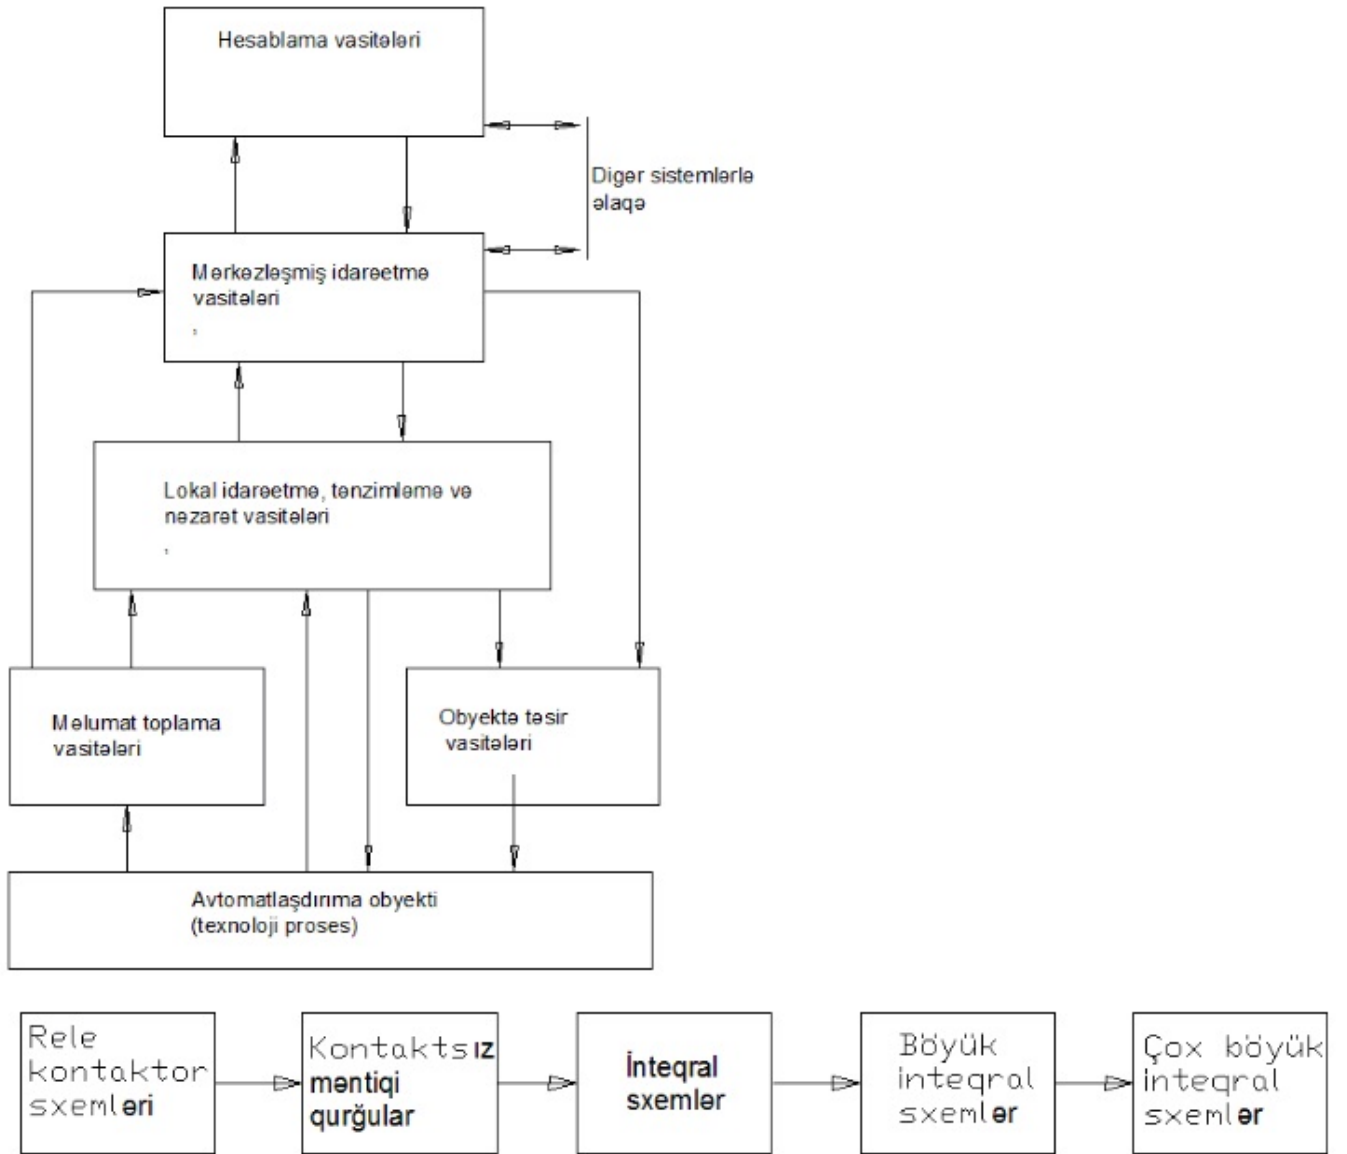 Hesablama vasitələri
Digər sistemlərlə
əlaqə
Mərkəzləşmiş idarəetmə
vasitələri
Lokal idarəetmə, tənzimləmə və
nəzarət vasitələri
Məlumat toplama
vasitələri
Obyektə təsir
vasitələri
Avtomatlaşdırıma obyekti
(texnoloji proses)
Rele
kontaktor
sxemləri
Kontaktsız
məntiqi
qurğular
İnteqral
sxemlər
Böyük
inteqral
sxemlər
Çox böyük
inteqral
sxemlər